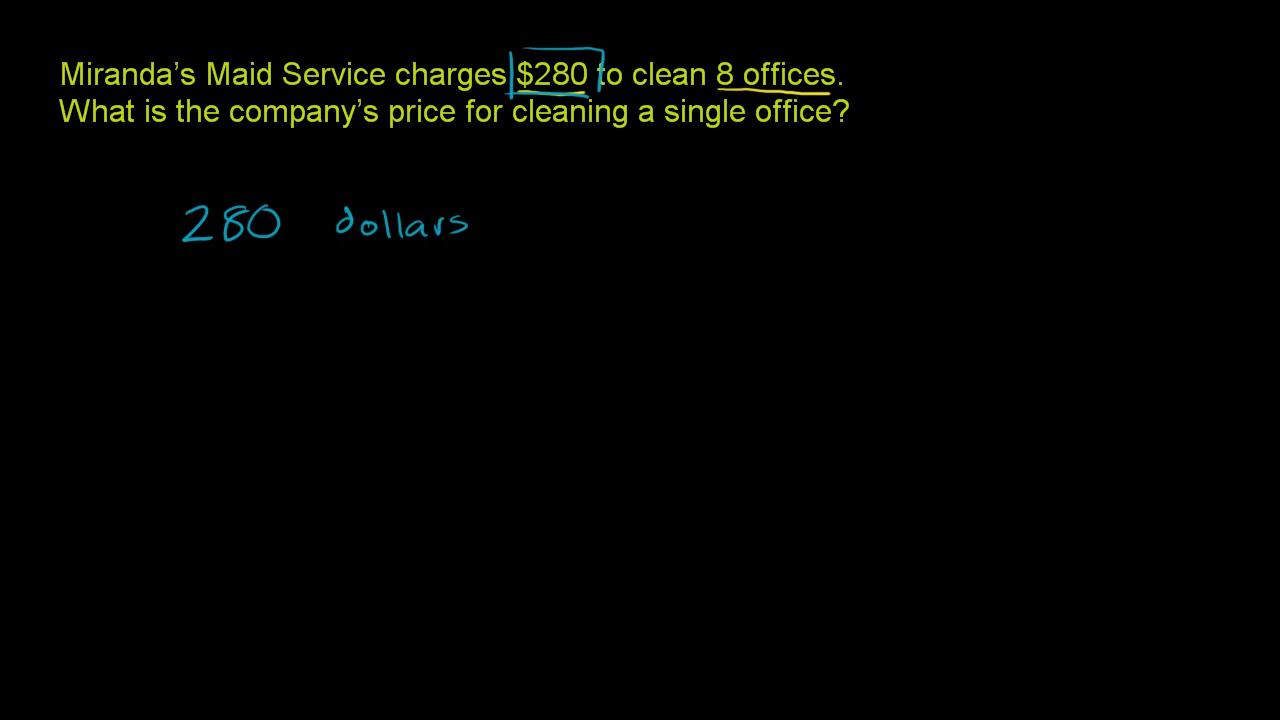 Miranda’s Maid Service charges $280 to clean 8 offices.
What is the company’s price for cleaning a single office?
280 dollars